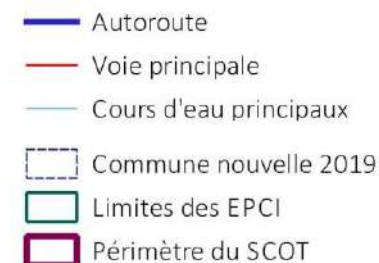 Autoroute
Voie principale
Cours d'eau principaux
Commune nouvelle 2019
Limites des EPCI
Périmètre du SCOT